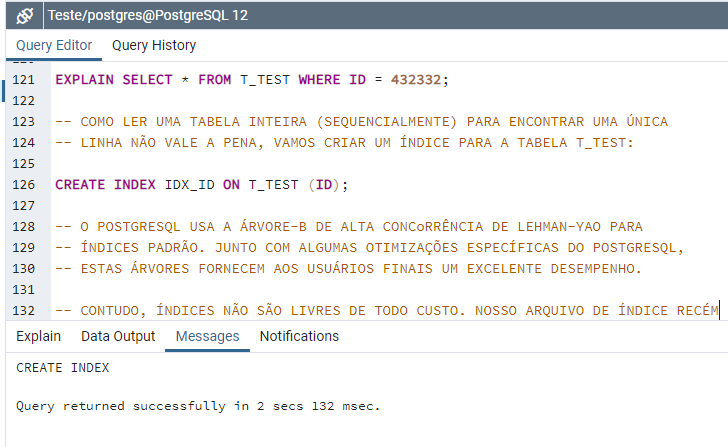 Teste/postgres@PostgreSQL 12
Query Editor Query History
121 EXPLAIN SELECT * FROM T_TEST WHERE ID = 432332;
122
123 -- COMO LER UMA TABELA INTEIRA (SEQUENCIALMENTE) PARA ENCONTRAR UMA ÚNICA
124 -- LINHA NÃO VALE A PENA, VAMOS CRIAR UM ÍNDICE PARA A TABELA T_TEST:
125
126 CREATE INDEX IDX_ID ON T_TEST (ID);
127
128 -- O POSTGRESQL USA A ÁRVORE-B DE ALTA CONCoRRÊNCIA DE LEHMAN-YAO PARA
129 -- ÍNDICES PADRÃO. JUNTO COM ALGUMAS OTIMIZAÇÕES ESPECÍFICAS DO POSTGRESQL,
130 -- ESTAS ÁRVORES FORNECEM AOS USUÁRIOS FINAIS UM EXCELENTE DESEMPENHO.
131
132 -- CONTUDO, ÍNDICES NÃO SÃO LIVRES DE TODO CUSTO. NOSSO ARQUIVO DE ÍNDICE RECÉM
Explain Data Output Messages Notifications
CREATE INDEX
Query returned successfully in 2 secs 132 msec.